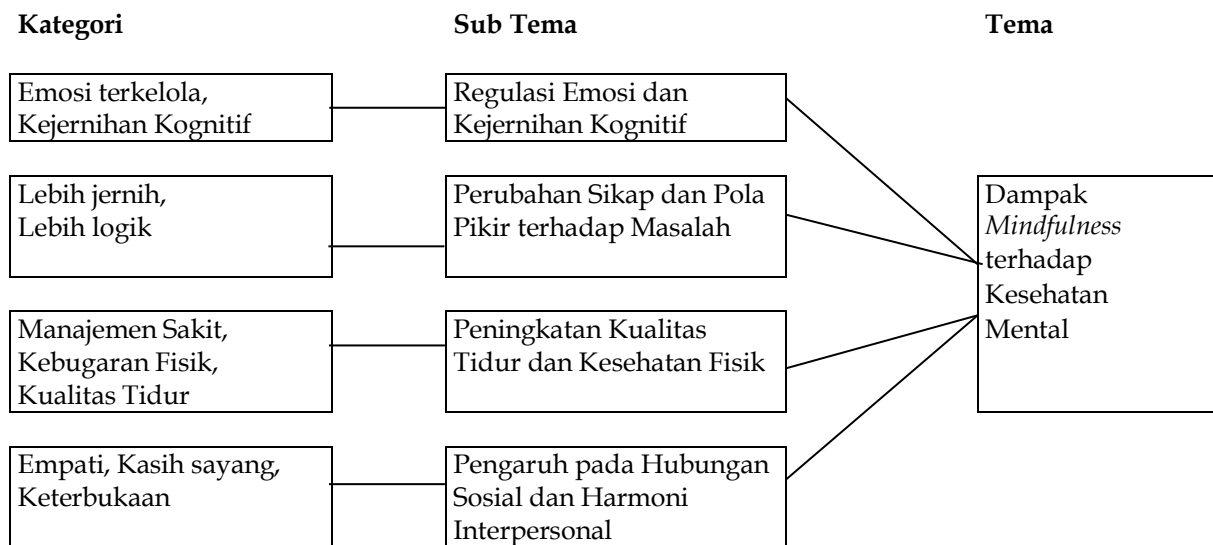 Kategori
Sub Tema
Tema
Emosi terkelola,
Kejernihan Kognitif
Regulasi Emosi dan
Kejernihan Kognitif
Lebih jernih,
Lebih logik
Perubahan Sikap dan Pola
Pikir terhadap Masalah
Manajemen Sakit,
Kebugaran Fisik,
Kualitas Tidur
Peningkatan Kualitas
Tidur dan Kesehatan Fisik
Empati, Kasih sayang,
Keterbukaan
Pengaruh pada Hubungan
Sosial dan Harmoni
Interpersonal
Dampak
Mindfulness
terhadap
Kesehatan
Mental